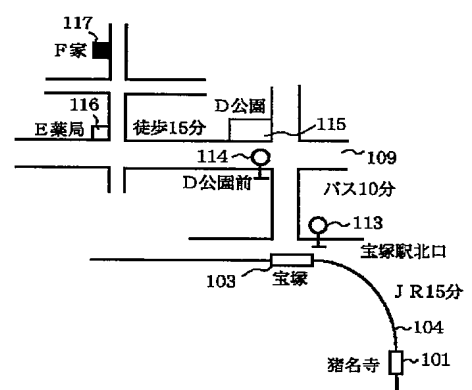 117
F家
116
E薬局
徒歩15分
D公園
115
114
109
D公園前
バス10分
113
宝塚駅北口
103
宝塚
JR15分
104
猪名寺
101